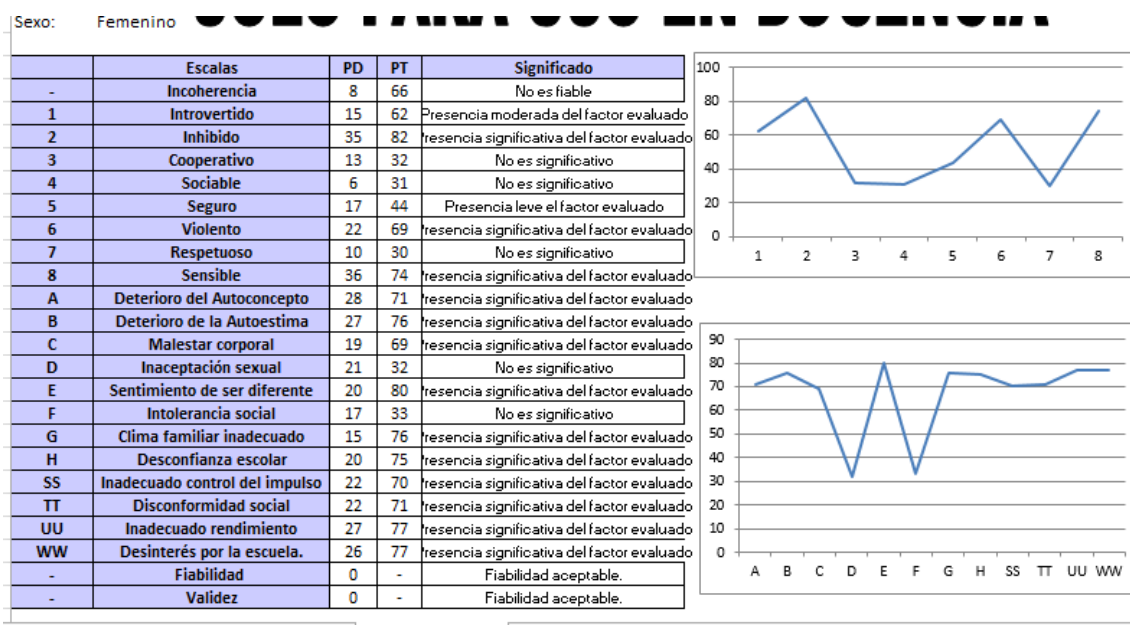 SOLO PARA USO EN DOCENCIA
Sexo: Femenino
Escalas PD PT Significado
- Incoherencia 8 66 No es fiable
1 Introvertido 15 62 Presencia moderada del factor evaluado
2 Inhibido 35 82 resencia significativa del factor evaluado
3 Cooperativo 13 32 No es significativo
4 Sociable 6 31 No es significativo
5 Seguro 17 44 Presencia leve el factor evaluado
6 Violento 22 69 resencia significativa del factor evaluado
7 Respetuoso 10 30 No es significativo
8 Sensible 36 74 resencia significativa del factor evaluado
A Deterioro del Autoconcepto 28 71 resencia significativa del factor evaluado
B Deterioro de la Autoestima 27 76 resencia significativa del factor evaluado
C Malestar corporal 19 69 resencia significativa del factor evaluado
D Inaceptación sexual 21 32 No es significativo
E Sentimiento de ser diferente 20 80 resencia significativa del factor evaluado
F Intolerancia social 17 33 No es significativo
G Clima familiar inadecuado 15 76 resencia significativa del factor evaluado
H Desconfianza escolar 20 75 resencia significativa del factor evaluado
SS Inadecuado control del impulso 22 70 resencia significativa del factor evaluado
TT Disconformidad social 22 71 resencia significativa del factor evaluado
UU Inadecuado rendimiento 27 77 resencia significativa del factor evaluado
WW Desinterés por la escuela. 26 77 resencia significativa del factor evaluado
- Fiabilidad 0 - Fiabilidad aceptable.
- Validez 0 - Fiabilidad aceptable.
100
80
60
40
20
0
1 2 3 4 5 6 7 8
90
80
70
60
50
40
30
20
10
0
A B C D E F G H SS TT UU WW